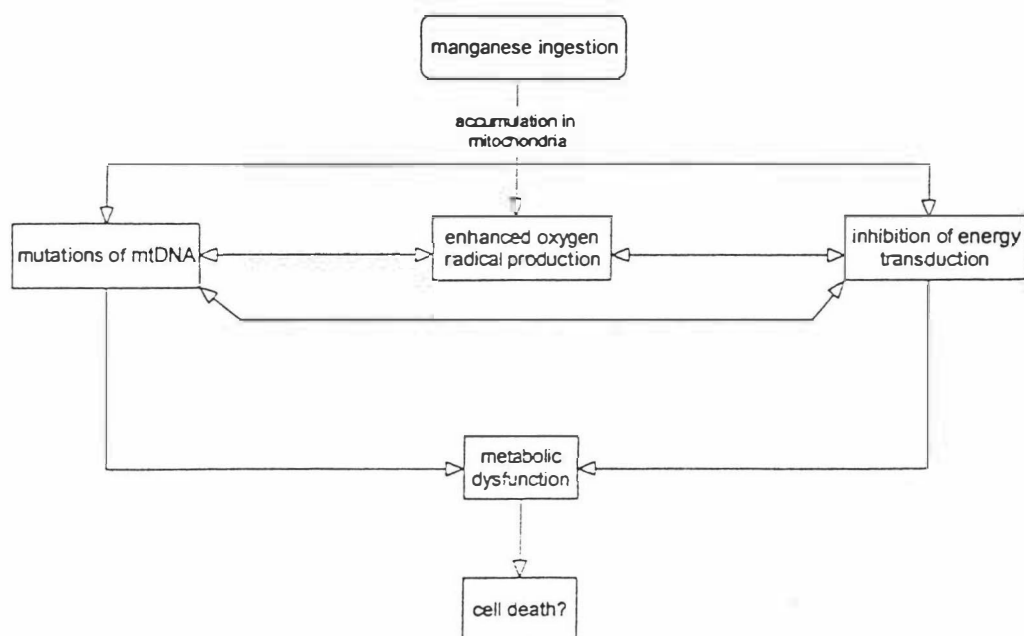 manganese ingestion
accumulation in
mitochondria
mutations of mtDNA
enhanced oxygen
radical production
inhibition of energy
transduction
metabolic
dysfunction
cell death?